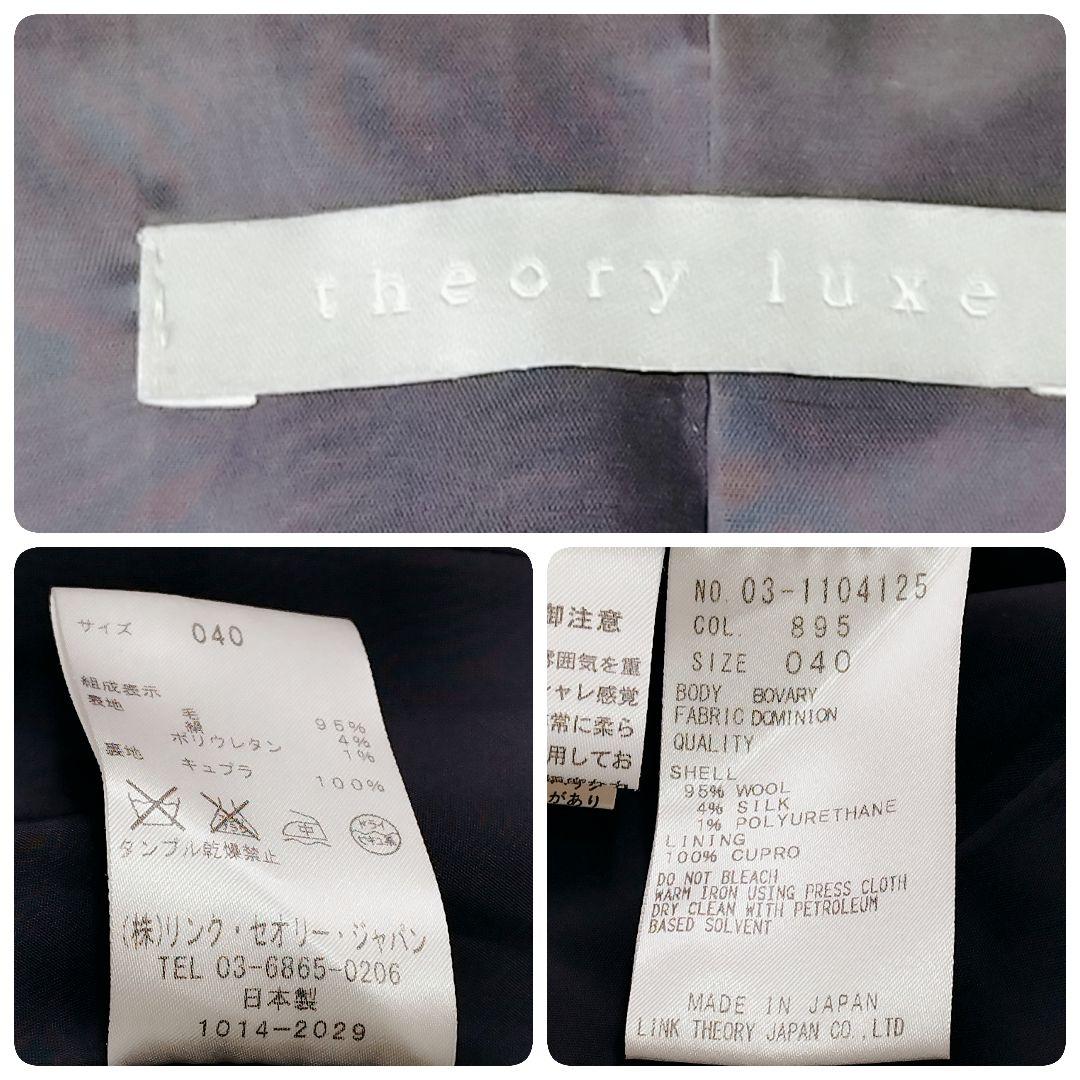 theory luxe
サイズ 040
組成表示
表地
毛 95%
絹 4%
ポリウレタン 1%
裏地
キュプラ 100%
タンブル乾燥禁止
(株)リンク・セオリー・ジャパン
TEL 03-6865-0206
日本製
1014-2029
御注意
雰囲気を重
シャレ感覚
常に柔ら
用してお
があり
NO. 03-1104125
COL. 895
SIZE 040
BODY BOVARY
FABRIC DOMINION
QUALITY
SHELL
95% WOOL
4% SILK
1% POLYURETHANE
LINING
100% CUPRO
DO NOT BLEACH
WARM IRON USING PRESS CLOTH
DRY CLEAN WITH PETROLEUM
BASED SOLVENT
MADE IN JAPAN
LINK THEORY JAPAN CO.,LTD